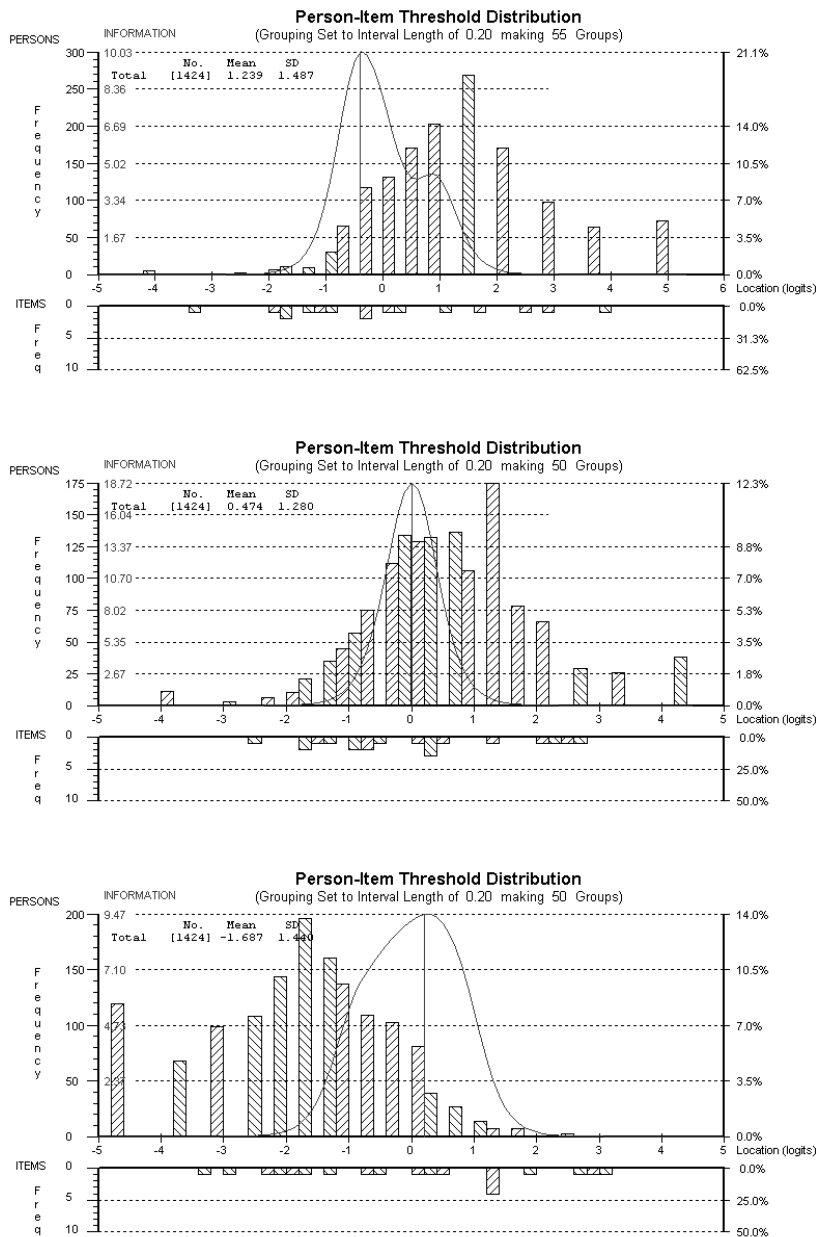 Person-Item Threshold Distribution
(Grouping Set to Interval Length of 0.20 making 55 Groups)
PERSONS INFORMATION
No. Mean SD
Total [1424] 1.239 1.487
300 10.03 21.1%
250 8.36
200 6.69 14.0%
150 5.02 10.5%
100 3.34 7.0%
50 1.67 3.5%
0 0.0%
Frequency
-5 -4 -3 -2 -1 0 1 2 3 4 5 6 Location (logits)
ITEMS 0 0.0%
5 31.3%
10 62.5%
Freq
Person-Item Threshold Distribution
(Grouping Set to Interval Length of 0.20 making 50 Groups)
PERSONS INFORMATION
No. Mean SD
Total [1424] 0.474 1.280
175 18.72 12.3%
150 16.04
125 13.37 8.8%
100 10.70 7.0%
75 8.02 5.3%
50 5.35 3.5%
25 2.67 1.8%
0 0.0%
Frequency
-5 -4 -3 -2 -1 0 1 2 3 4 5 Location (logits)
ITEMS 0 0.0%
5 25.0%
10 50.0%
Freq
Person-Item Threshold Distribution
(Grouping Set to Interval Length of 0.20 making 50 Groups)
PERSONS INFORMATION
No. Mean SD
Total [1424] -1.687 1.440
200 9.47 14.0%
150 7.10 10.5%
100 4.73 7.0%
50 2.37 3.5%
0 0.0%
Frequency
-5 -4 -3 -2 -1 0 1 2 3 4 5 Location (logits)
ITEMS 0 0.0%
5 25.0%
10 50.0%
Freq